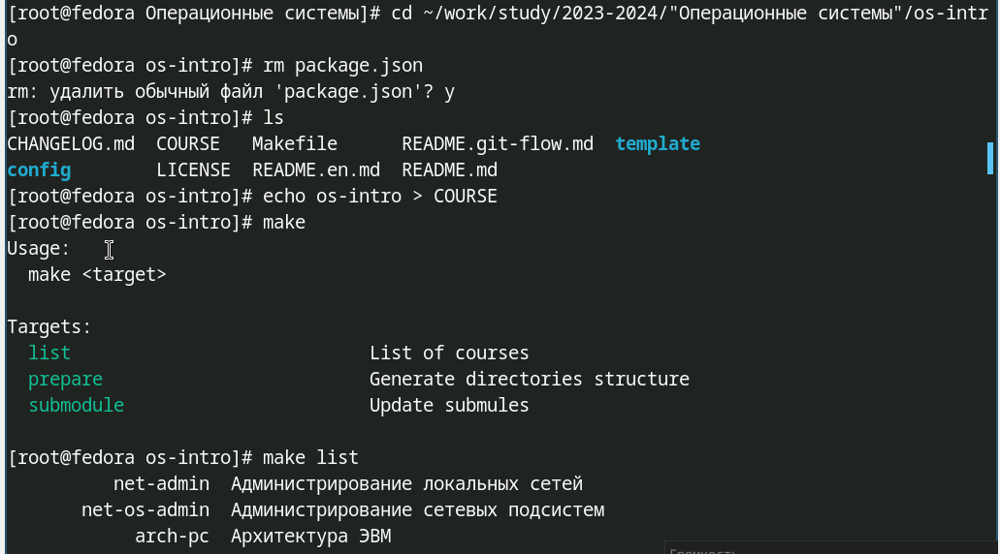 [root@fedora Операционные системы]# cd ~/work/study/2023-2024/"Операционные системы"/os-intr
o
[root@fedora os-intro]# rm package.json
rm: удалить обычный файл 'package.json'? y
[root@fedora os-intro]# ls
CHANGELOG.md  COURSE   Makefile      README.git-flow.md  template
config        LICENSE  README.en.md  README.md
[root@fedora os-intro]# echo os-intro > COURSE
[root@fedora os-intro]# make
Usage:
  make <target>
Targets:
  list                            List of courses
  prepare                         Generate directories structure
  submodule                       Update submules
[root@fedora os-intro]# make list
          net-admin  Администрирование локальных сетей
       net-os-admin  Администрирование сетевых подсистем
            arch-pc  Архитектура ЭВМ